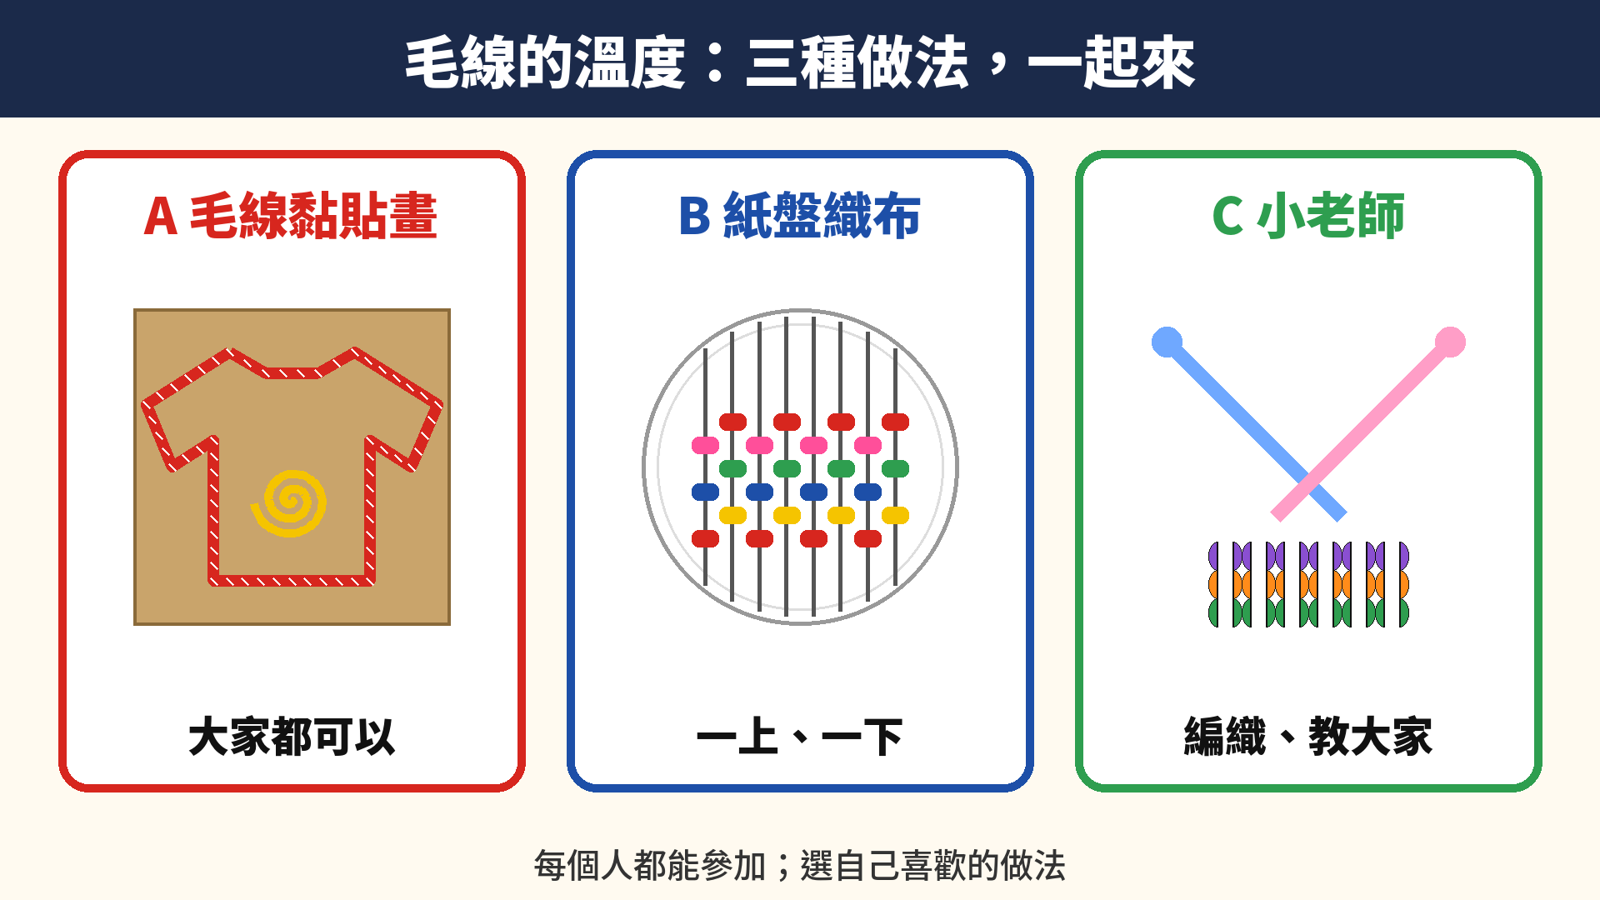 毛線的溫度：三種做法，一起來
A 毛線黏貼畫
大家都可以
B 紙盤織布
一上、一下
C 小老師
編織、教大家
每個人都能參加；選自己喜歡的做法